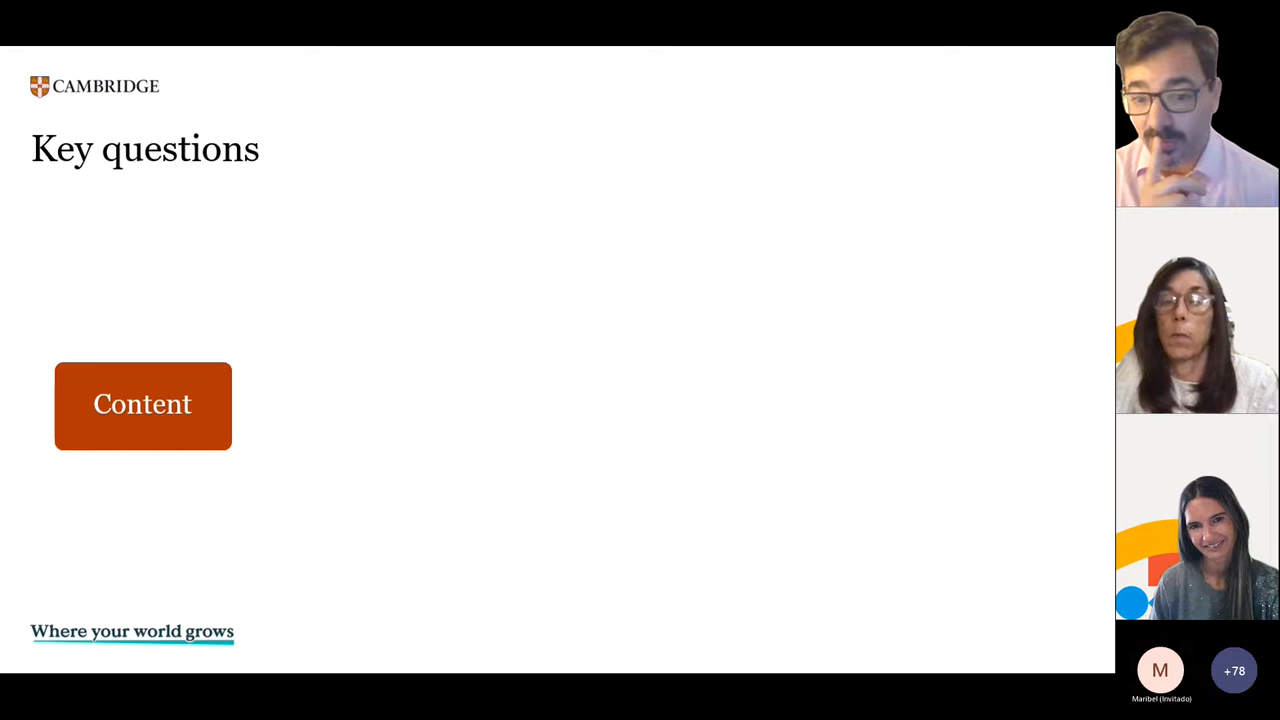 CAMBRIDGE
Key questions
Content
Where your world grows
M
+78
Maribel (Invitado)